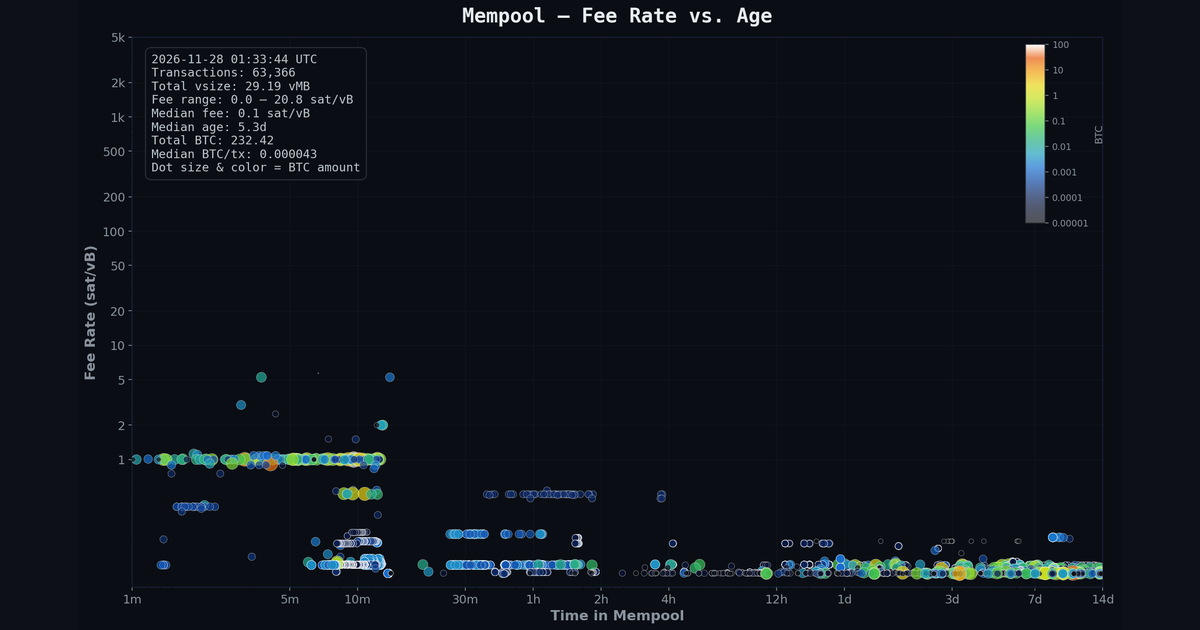 Mempool — Fee Rate vs. Age
2026-11-28 01:33:44 UTC
Transactions: 63,366
Total vsize: 29.19 vMB
Fee range: 0.0 — 20.8 sat/vB
Median fee: 0.1 sat/vB
Median age: 5.3d
Total BTC: 232.42
Median BTC/tx: 0.000043
Dot size & color = BTC amount
5k
2k
1k
500
200
100
50
20
10
5
2
1
Fee Rate (sat/vB)
100
10
1
0.1
0.01
0.001
0.0001
0.00001
BTC
1m
5m
10m
30m
1h
2h
4h
12h
1d
3d
7d
14d
Time in Mempool